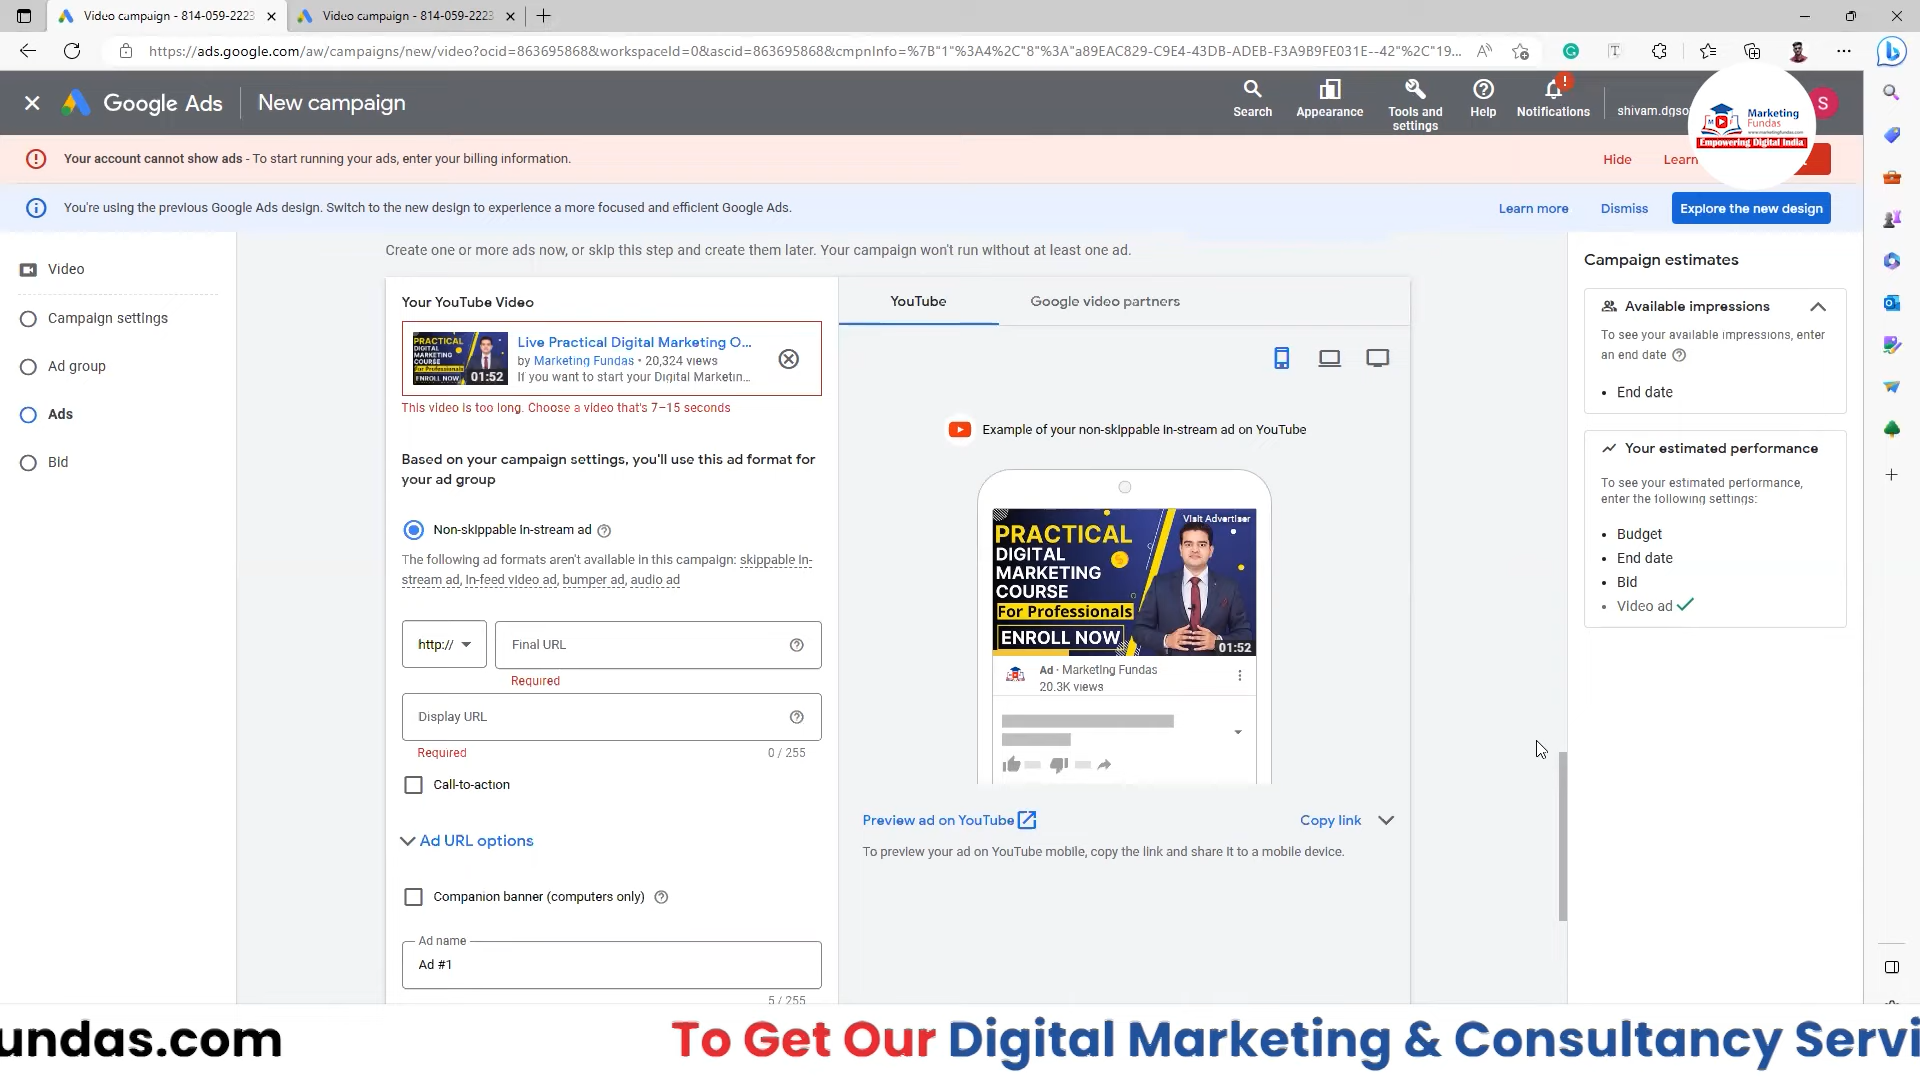 Video campaign - 814-059-2223
Video campaign - 814-059-2223
https://ads.google.com/aw/campaigns/new/video?ocid=863695868&workspaceId=0&ascid=863695868&cmpnInfo=%7B"1"%3A4%2C"8"%3A"a89EAC829-C9E4-43DB-ADEB-F3A9B9FE031E--42"%2C"19...
Google Ads
New campaign
Search
Appearance
Tools and settings
Help
Notifications
shivam.dgso
S
Marketing
Fundas
www.marketingfundas.com
Empowering Digital India
Your account cannot show ads - To start running your ads, enter your billing information.
Hide
Learn
You're using the previous Google Ads design. Switch to the new design to experience a more focused and efficient Google Ads.
Learn more
Dismiss
Explore the new design
Video
Campaign settings
Ad group
Ads
Bid
Create one or more ads now, or skip this step and create them later. Your campaign won't run without at least one ad.
Your YouTube Video
PRACTICAL
DIGITAL
MARKETING
COURSE
For Professionals
ENROLL NOW
01:52
Live Practical Digital Marketing O...
by Marketing Fundas • 20,324 views
If you want to start your Digital Marketin...
This video is too long. Choose a video that's 7–15 seconds
Based on your campaign settings, you'll use this ad format for
your ad group
Non-skippable in-stream ad
The following ad formats aren't available in this campaign: skippable in-
stream ad, In-feed video ad, bumper ad, audio ad
http://
Final URL
Required
Display URL
Required
0 / 255
Call-to-action
Ad URL options
Companion banner (computers only)
Ad name
Ad #1
5 / 255
YouTube
Google video partners
Example of your non-skippable in-stream ad on YouTube
Visit Advertiser
PRACTICAL
DIGITAL
MARKETING
COURSE
For Professionals
ENROLL NOW
01:52
Ad · Marketing Fundas
20.3K views
Preview ad on YouTube
Copy link
To preview your ad on YouTube mobile, copy the link and share it to a mobile device.
Campaign estimates
Available impressions
To see your available impressions, enter
an end date
• End date
Your estimated performance
To see your estimated performance,
enter the following settings:
• Budget
• End date
• Bid
• Video ad
undas.com
To Get Our Digital Marketing & Consultancy Servi